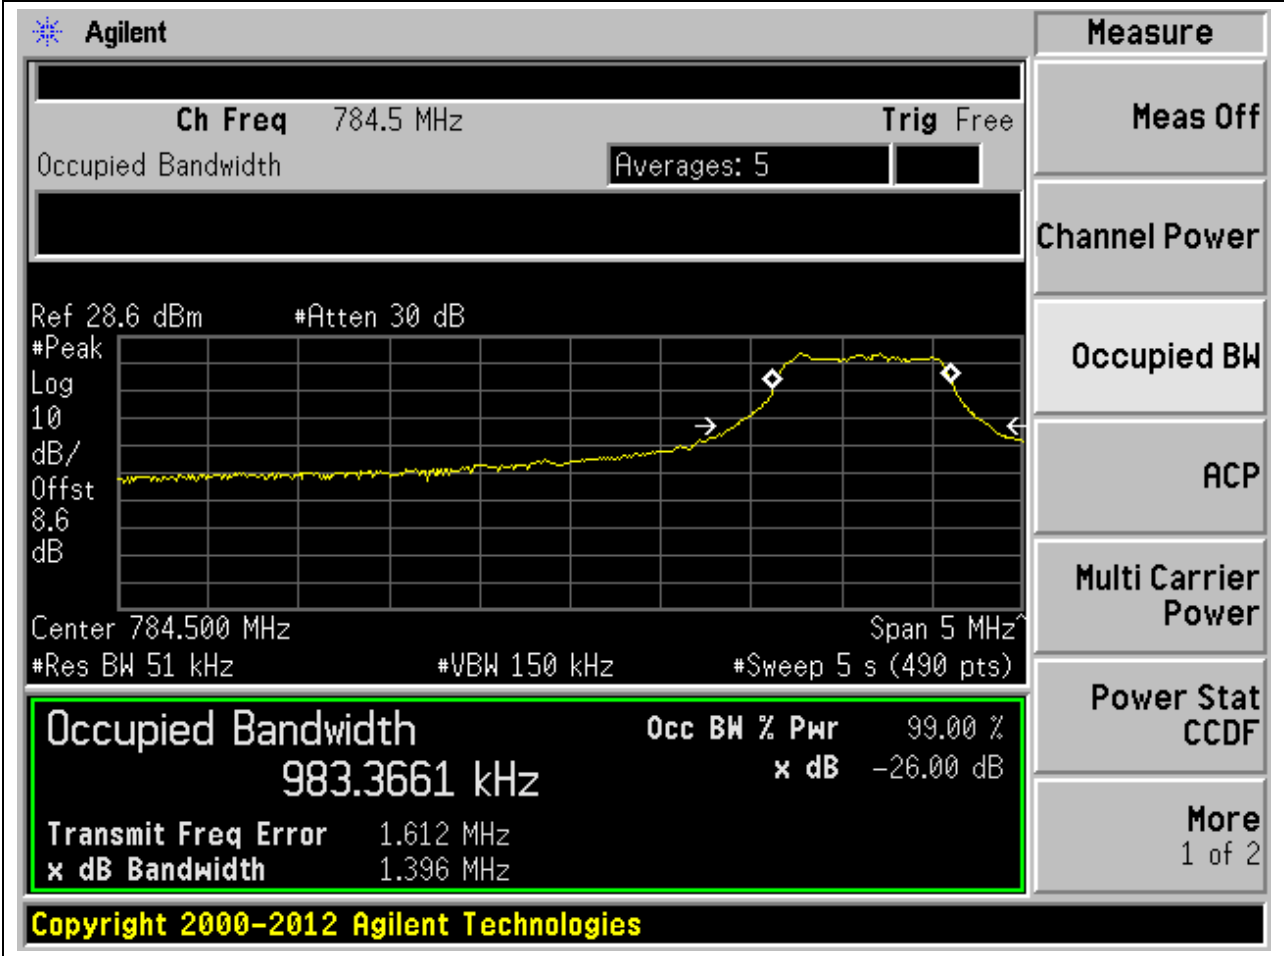 Agilent
Measure
Ch Freq 784.5 MHz Trig Free
Occupied Bandwidth Averages: 5
Meas Off
Channel Power
Occupied BW
ACP
Multi Carrier
Power
Power Stat
CCDF
More
1 of 2
Ref 28.6 dBm #Atten 30 dB
#Peak
Log
10
dB/
Offst
8.6
dB
Center 784.500 MHz Span 5 MHz^
#Res BW 51 kHz #VBW 150 kHz #Sweep 5 s (490 pts)
Occupied Bandwidth Occ BW % Pwr 99.00 %
983.3661 kHz x dB -26.00 dB
Transmit Freq Error 1.612 MHz
x dB Bandwidth 1.396 MHz
Copyright 2000-2012 Agilent Technologies